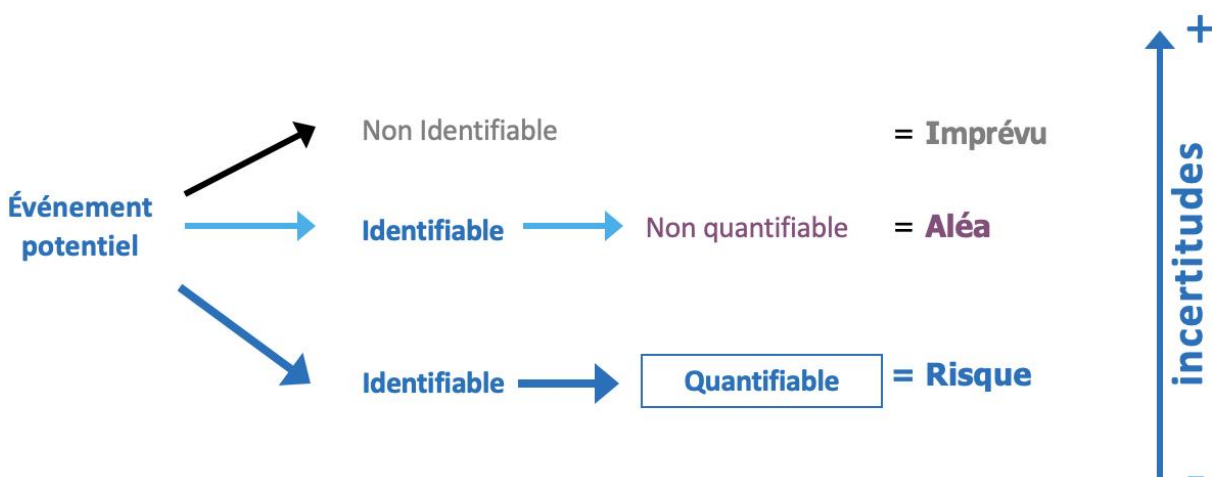 +
Non Identifiable = Imprévu
Événement
potentiel
Identifiable Non quantifiable = Aléa
Identifiable Quantifiable = Risque
incertitudes